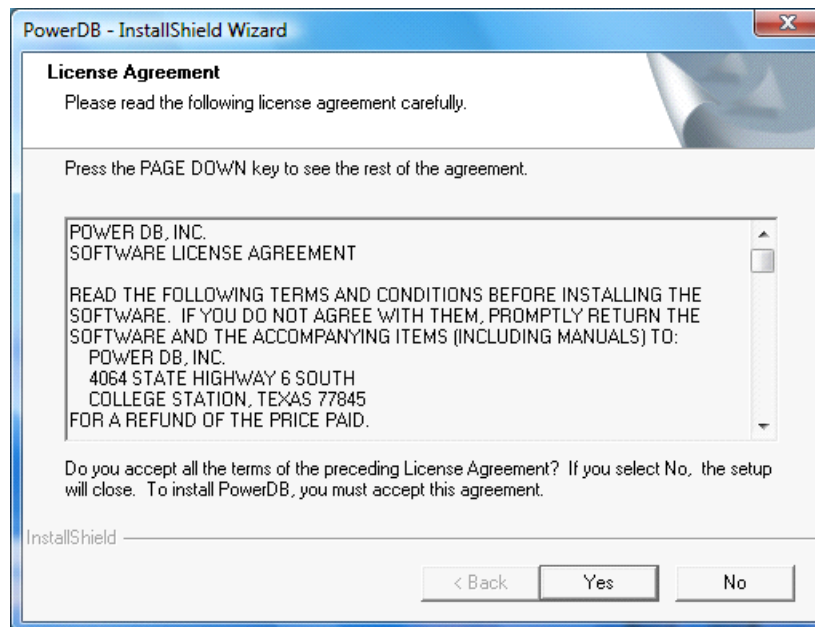 PowerDB - InstallShield Wizard
License Agreement
Please read the following license agreement carefully.
Press the PAGE DOWN key to see the rest of the agreement.
POWER DB, INC.
SOFTWARE LICENSE AGREEMENT
READ THE FOLLOWING TERMS AND CONDITIONS BEFORE INSTALLING THE
SOFTWARE.  IF YOU DO NOT AGREE WITH THEM, PROMPTLY RETURN THE
SOFTWARE AND THE ACCOMPANYING ITEMS (INCLUDING MANUALS) TO:
POWER DB, INC.
4064 STATE HIGHWAY 6 SOUTH
COLLEGE STATION, TEXAS 77845
FOR A REFUND OF THE PRICE PAID.
Do you accept all the terms of the preceding License Agreement?  If you select No,  the setup
will close.  To install PowerDB, you must accept this agreement.
InstallShield
< Back
Yes
No